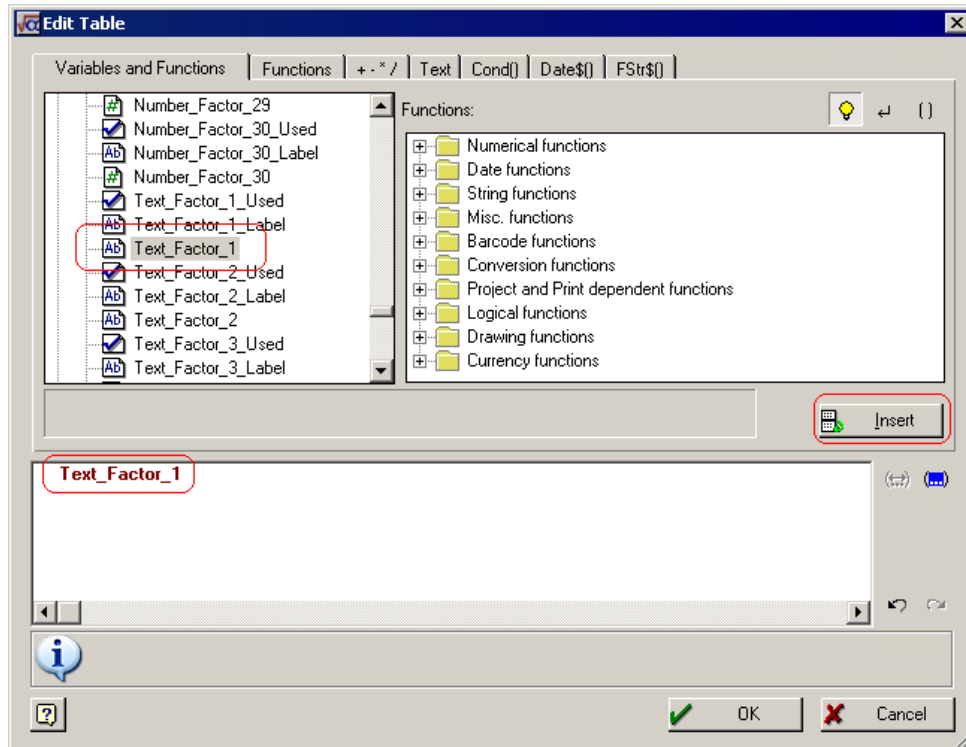 Edit Table
Variables and Functions Functions + - * / Text Cond() Date$() FStr$()
Number_Factor_29
Number_Factor_30_Used
Number_Factor_30_Label
Number_Factor_30
Text_Factor_1_Used
Text_Factor_1_Label
Text_Factor_1
Text_Factor_2_Used
Text_Factor_2_Label
Text_Factor_2
Text_Factor_3_Used
Text_Factor_3_Label
Functions:
Numerical functions
Date functions
String functions
Misc. functions
Barcode functions
Conversion functions
Project and Print dependent functions
Logical functions
Drawing functions
Currency functions
Insert
Text_Factor_1
OK Cancel